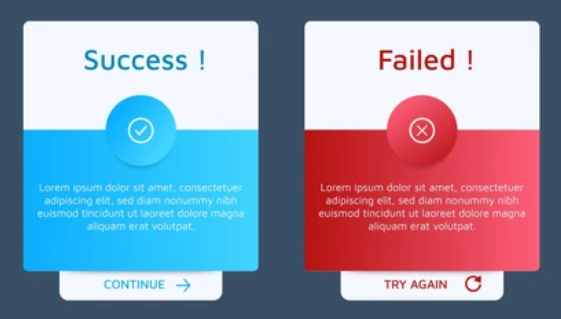 Success !
Lorem ipsum dolor sit amet, consectetuer
adipiscing elit, sed diam nonummy nibh
euismod tincidunt ut laoreet dolore magna
aliquam erat volutpat.
CONTINUE
Failed !
Lorem ipsum dolor sit amet, consectetuer
adipiscing elit, sed diam nonummy nibh
euismod tincidunt ut laoreet dolore magna
aliquam erat volutpat.
TRY AGAIN